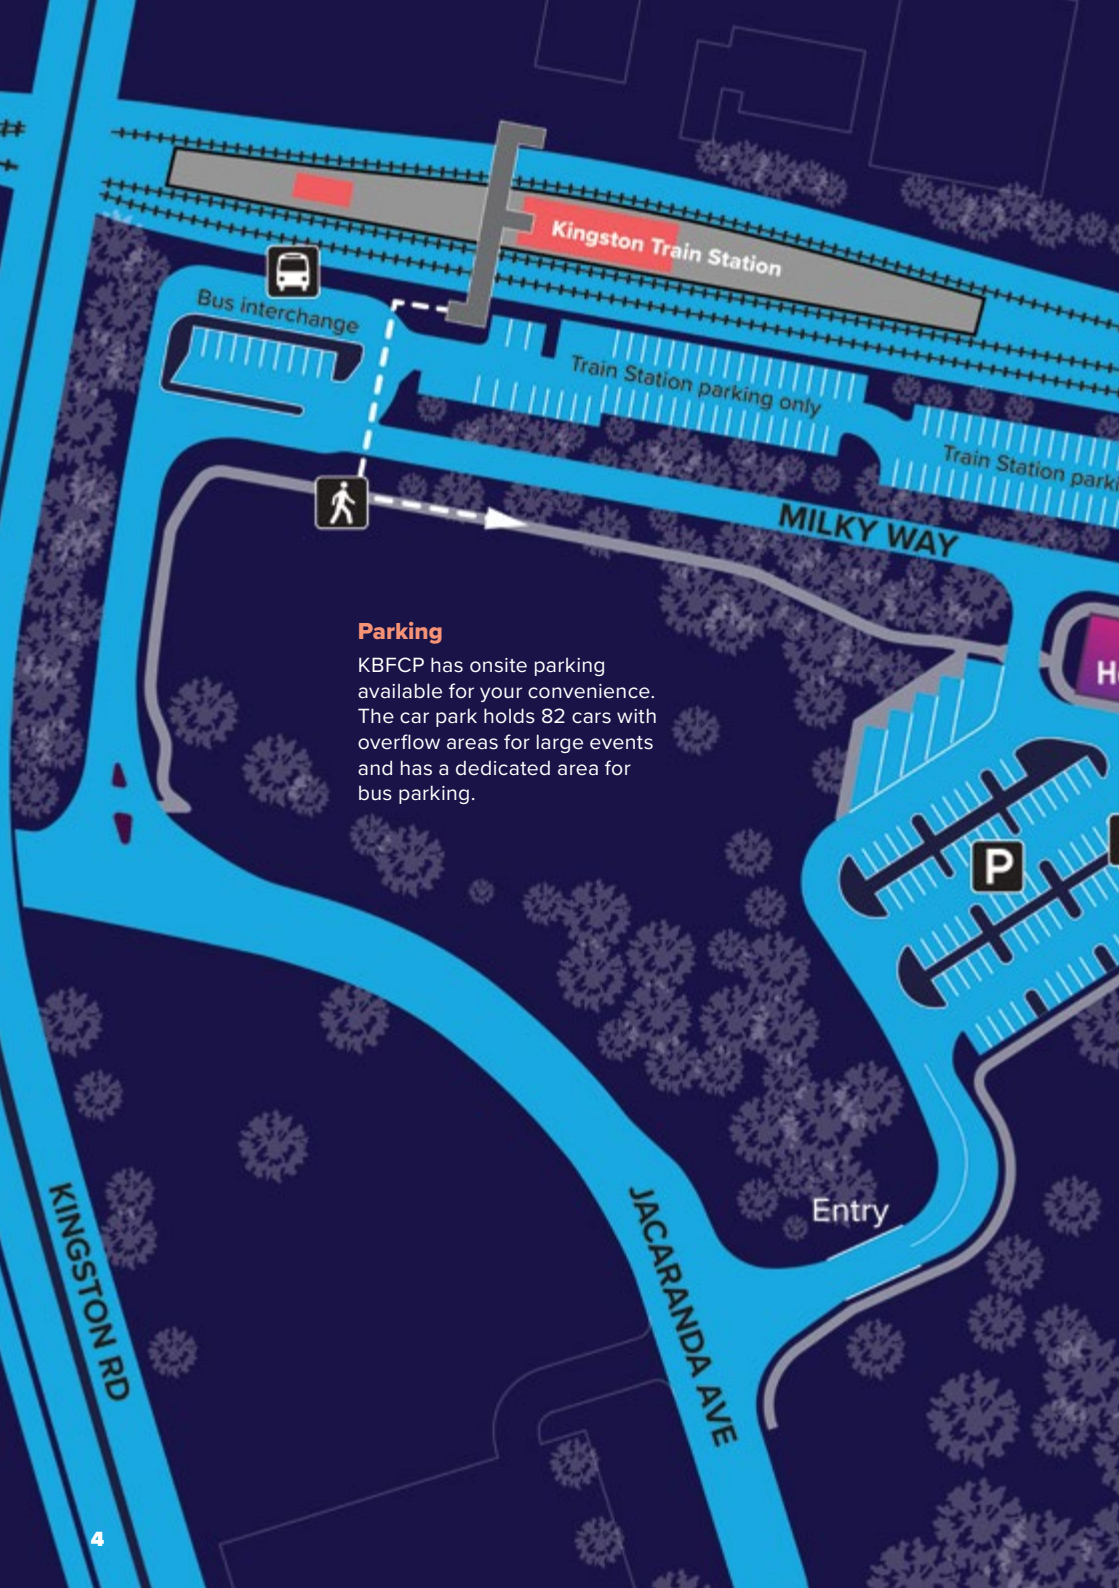 Kingston Train Station
Bus interchange
Train Station parking only
Train Station
MILKY WAY
Parking
KBFCP has onsite parking
available for your convenience.
The car park holds 82 cars with
overflow areas for large events
and has a dedicated area for
bus parking.
P
Entry
KINGSTON RD
JACARANDA AVE
4